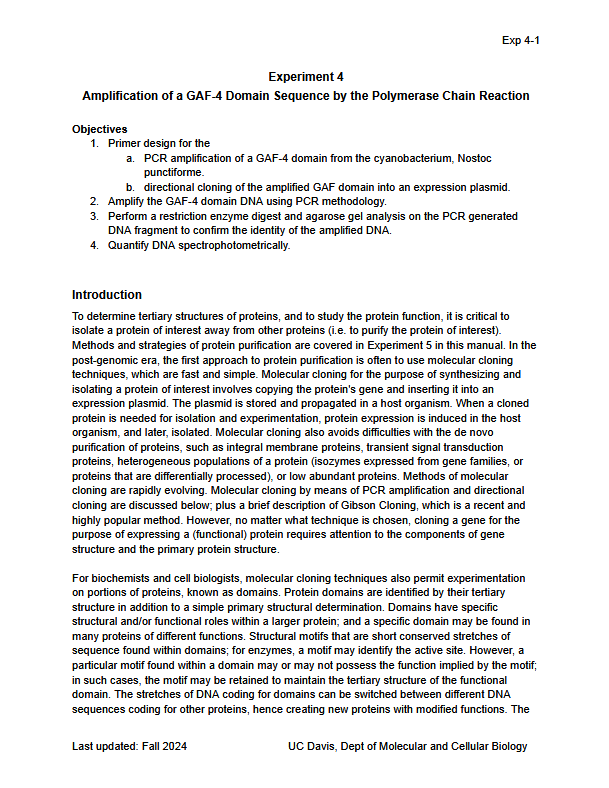 Exp 4-1
Experiment 4
Amplification of a GAF-4 Domain Sequence by the Polymerase Chain Reaction
Objectives
1. Primer design for the
a. PCR amplification of a GAF-4 domain from the cyanobacterium, Nostoc
punctiforme.
b. directional cloning of the amplified GAF domain into an expression plasmid.
2. Amplify the GAF-4 domain DNA using PCR methodology.
3. Perform a restriction enzyme digest and agarose gel analysis on the PCR generated
DNA fragment to confirm the identity of the amplified DNA.
4. Quantify DNA spectrophotometrically.
Introduction
To determine tertiary structures of proteins, and to study the protein function, it is critical to
isolate a protein of interest away from other proteins (i.e. to purify the protein of interest).
Methods and strategies of protein purification are covered in Experiment 5 in this manual. In the
post-genomic era, the first approach to protein purification is often to use molecular cloning
techniques, which are fast and simple. Molecular cloning for the purpose of synthesizing and
isolating a protein of interest involves copying the protein's gene and inserting it into an
expression plasmid. The plasmid is stored and propagated in a host organism. When a cloned
protein is needed for isolation and experimentation, protein expression is induced in the host
organism, and later, isolated. Molecular cloning also avoids difficulties with the de novo
purification of proteins, such as integral membrane proteins, transient signal transduction
proteins, heterogeneous populations of a protein (isozymes expressed from gene families, or
proteins that are differentially processed), or low abundant proteins. Methods of molecular
cloning are rapidly evolving. Molecular cloning by means of PCR amplification and directional
cloning are discussed below; plus a brief description of Gibson Cloning, which is a recent and
highly popular method. However, no matter what technique is chosen, cloning a gene for the
purpose of expressing a (functional) protein requires attention to the components of gene
structure and the primary protein structure.
For biochemists and cell biologists, molecular cloning techniques also permit experimentation
on portions of proteins, known as domains. Protein domains are identified by their tertiary
structure in addition to a simple primary structural determination. Domains have specific
structural and/or functional roles within a larger protein; and a specific domain may be found in
many proteins of different functions. Structural motifs that are short conserved stretches of
sequence found within domains; for enzymes, a motif may identify the active site. However, a
particular motif found within a domain may or may not possess the function implied by the motif;
in such cases, the motif may be retained to maintain the tertiary structure of the functional
domain. The stretches of DNA coding for domains can be switched between different DNA
sequences coding for other proteins, hence creating new proteins with modified functions. The
Last updated: Fall 2024 UC Davis, Dept of Molecular and Cellular Biology